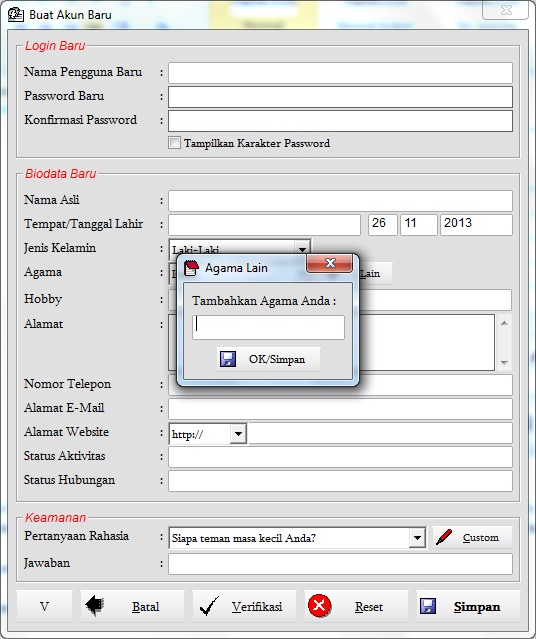 Buat Akun Baru
Login Baru
Nama Pengguna Baru :
Password Baru :
Konfirmasi Password :
Tampilkan Karakter Password
Biodata Baru
Nama Asli :
Tempat/Tanggal Lahir : 26 11 2013
Jenis Kelamin : Laki-Laki
Agama : Lain
Agama Lain
Tambahkan Agama Anda :
OK/Simpan
Hobby :
Alamat :
Nomor Telepon :
Alamat E-Mail :
Alamat Website : http://
Status Aktivitas :
Status Hubungan :
Keamanan
Pertanyaan Rahasia : Siapa teman masa kecil Anda? Custom
Jawaban :
V Batal Verifikasi Reset Simpan